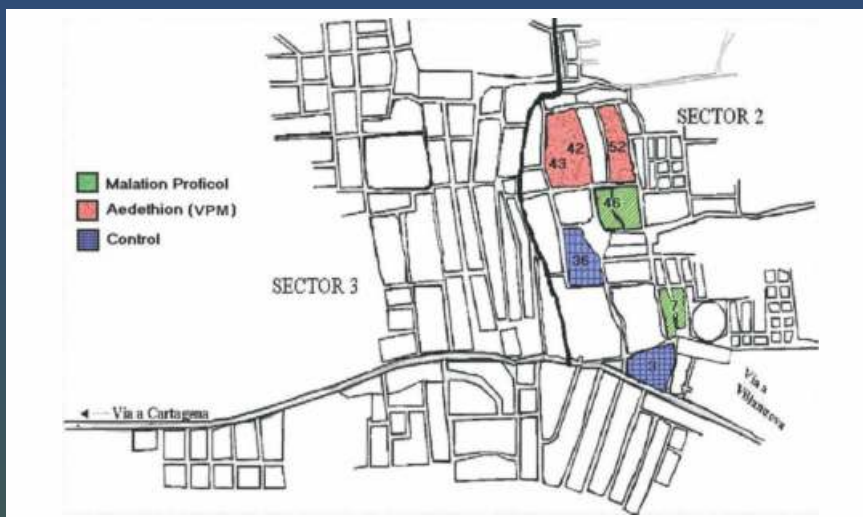 SECTOR 2
42
52
43
Malation Proficol
46
Aedethion (VPM)
Control
36
SECTOR 3
7
3
Via a
Villanueva
Via a Cartagena